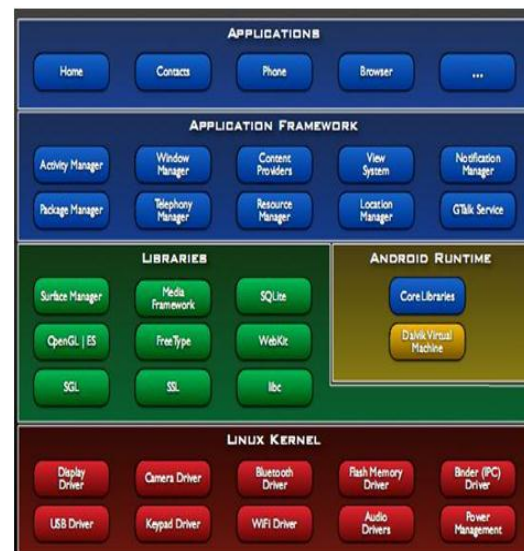 APPLICATIONS
Home Contacts Phone Browser ...
APPLICATION FRAMEWORK
Activity Manager Window Manager Content Providers View System Notification Manager
Package Manager Telephony Manager Resource Manager Location Manager GTalk Service
LIBRARIES
Surface Manager Media Framework SQLite
OpenGL | ES FreeType WebKit
SGL SSL libc
ANDROID RUNTIME
Core Libraries
Dalvik Virtual Machine
LINUX KERNEL
Display Driver Camera Driver Bluetooth Driver Flash Memory Driver Binder (IPC) Driver
USB Driver Keypad Driver WiFi Driver Audio Drivers Power Management